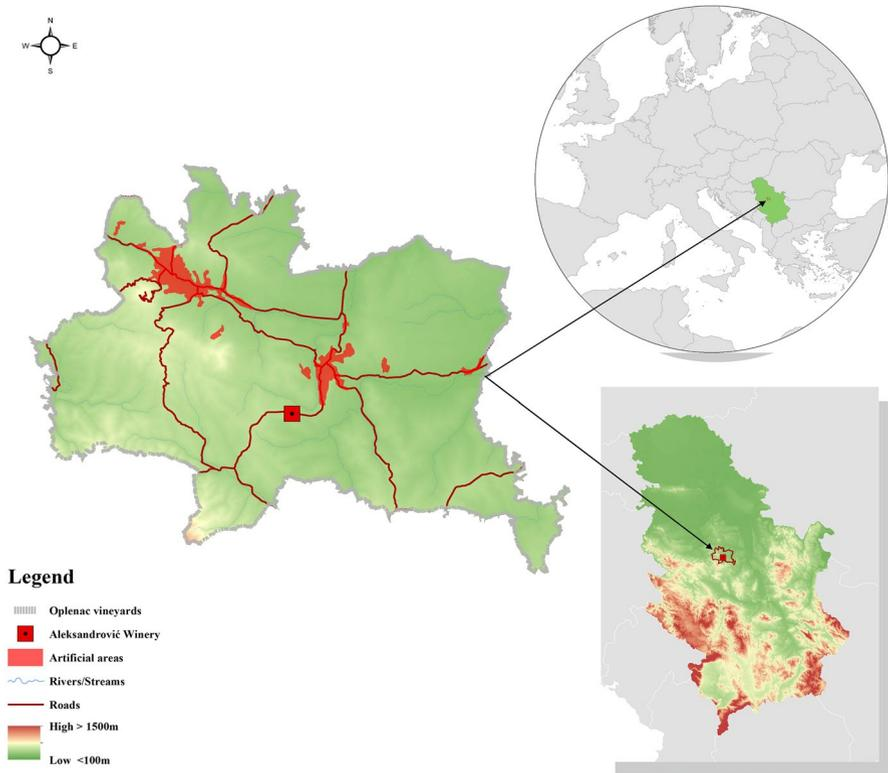 N
W E
S
Legend
Oplenac vineyards
Aleksandrović Winery
Artificial areas
Rivers/Streams
Roads
High > 1500m
Low <100m